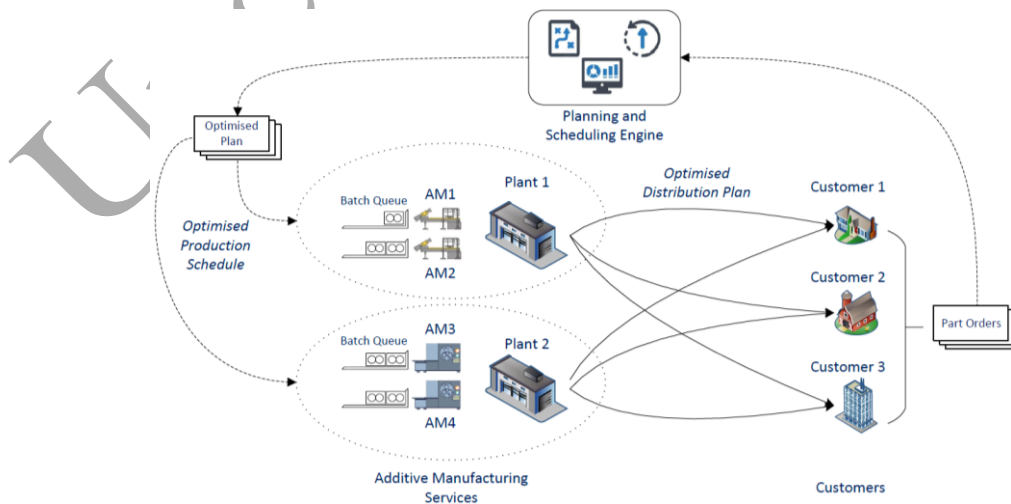 Planning and
Scheduling Engine
Optimised
Plan
Optimised
Production
Schedule
Plant 1
Batch Queue
AM1
AM2
Optimised
Distribution Plan
Customer 1
Customer 2
Customer 3
Part Orders
Batch Queue
AM3
AM4
Plant 2
Additive Manufacturing
Services
Customers